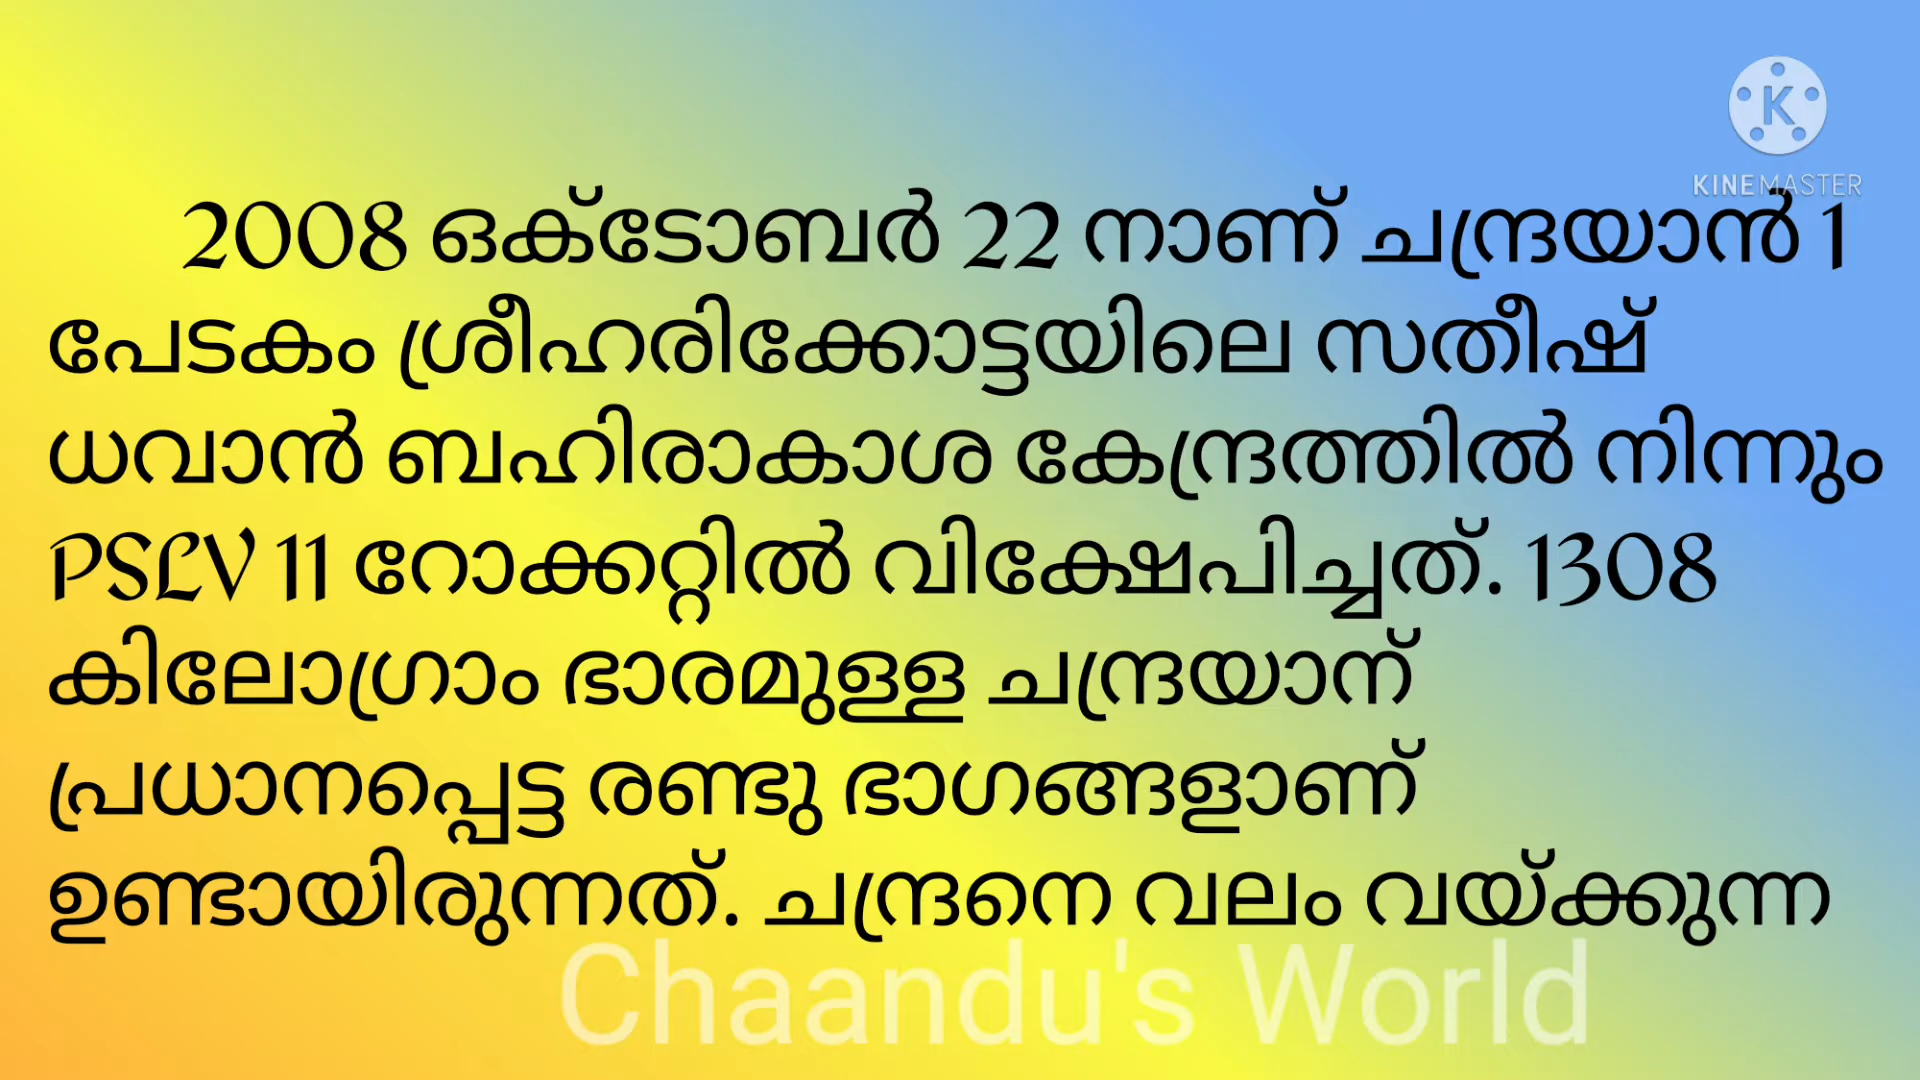 KINEMASTER
2008 ഒക്ടോബർ 22 നാണ് ചന്ദ്രയാൻ 1
പേടകം ശ്രീഹരിക്കോട്ടയിലെ സതീഷ്
ധവാൻ ബഹിരാകാശ കേന്ദ്രത്തിൽ നിന്നും
PSLV 11 റോക്കറ്റിൽ വിക്ഷേപിച്ചത്. 1308
കിലോഗ്രാം ഭാരമുള്ള ചന്ദ്രയാന്
പ്രധാനപ്പെട്ട രണ്ടു ഭാഗങ്ങളാണ്
ഉണ്ടായിരുന്നത്. ചന്ദ്രനെ വലം വയ്ക്കുന്ന
Chaandu's World